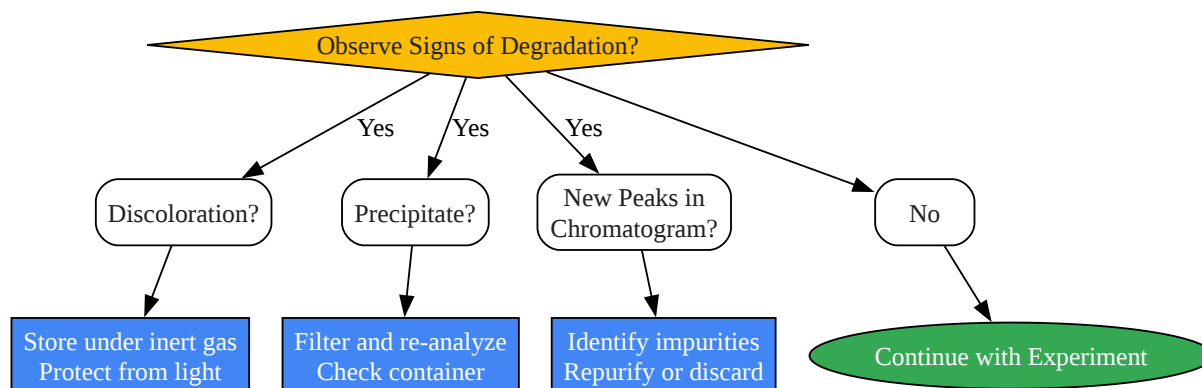 Observe Signs of Degradation?
Yes
Yes
Yes
Discoloration?
Precipitate?
New Peaks in
Chromatogram?
No
Store under inert gas
Protect from light
Filter and re-analyze
Check container
Identify impurities
Repurify or discard
Continue with Experiment